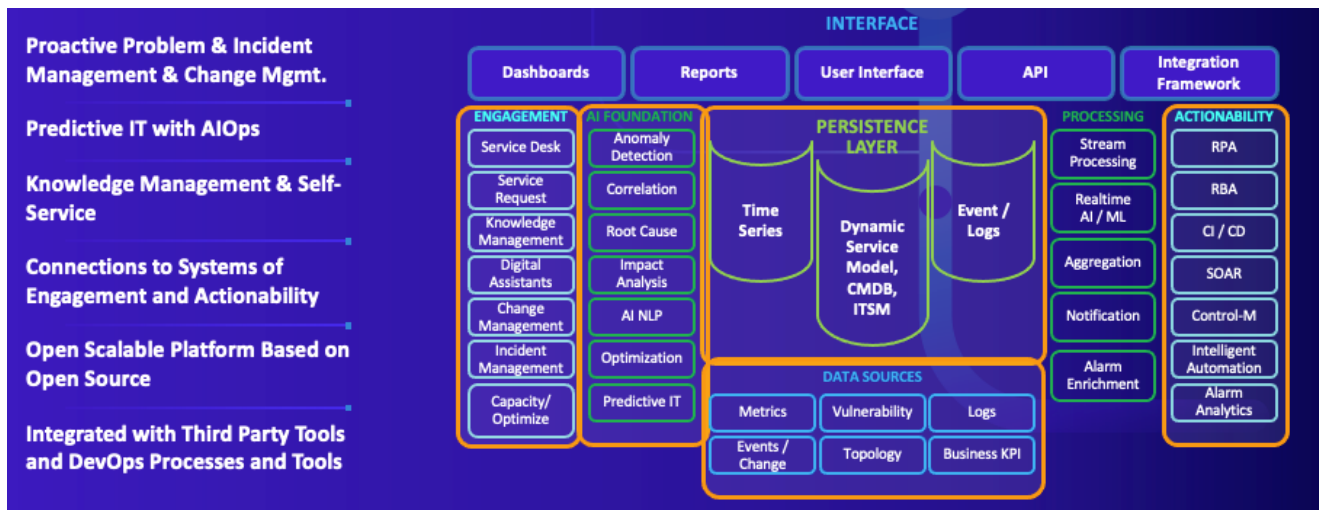 Proactive Problem & Incident
Management & Change Mgmt.
Predictive IT with AIOps
Knowledge Management & Self-
Service
Connections to Systems of
Engagement and Actionability
Open Scalable Platform Based on
Open Source
Integrated with Third Party Tools
and DevOps Processes and Tools
INTERFACE
Dashboards
Reports
User Interface
API
Integration
Framework
ENGAGEMENT
Service Desk
Service
Request
Knowledge
Management
Digital
Assistants
Change
Management
Incident
Management
Capacity/
Optimize
AI FOUNDATION
Anomaly
Detection
Correlation
Root Cause
Impact
Analysis
AI NLP
Optimization
Predictive IT
PERSISTENCE
LAYER
Time
Series
Dynamic
Service
Model,
CMDB,
ITSM
Event /
Logs
DATA SOURCES
Metrics
Vulnerability
Logs
Events /
Change
Topology
Business KPI
PROCESSING
Stream
Processing
Realtime
AI / ML
Aggregation
Notification
Alarm
Enrichment
ACTIONABILITY
RPA
RBA
CI / CD
SOAR
Control-M
Intelligent
Automation
Alarm
Analytics